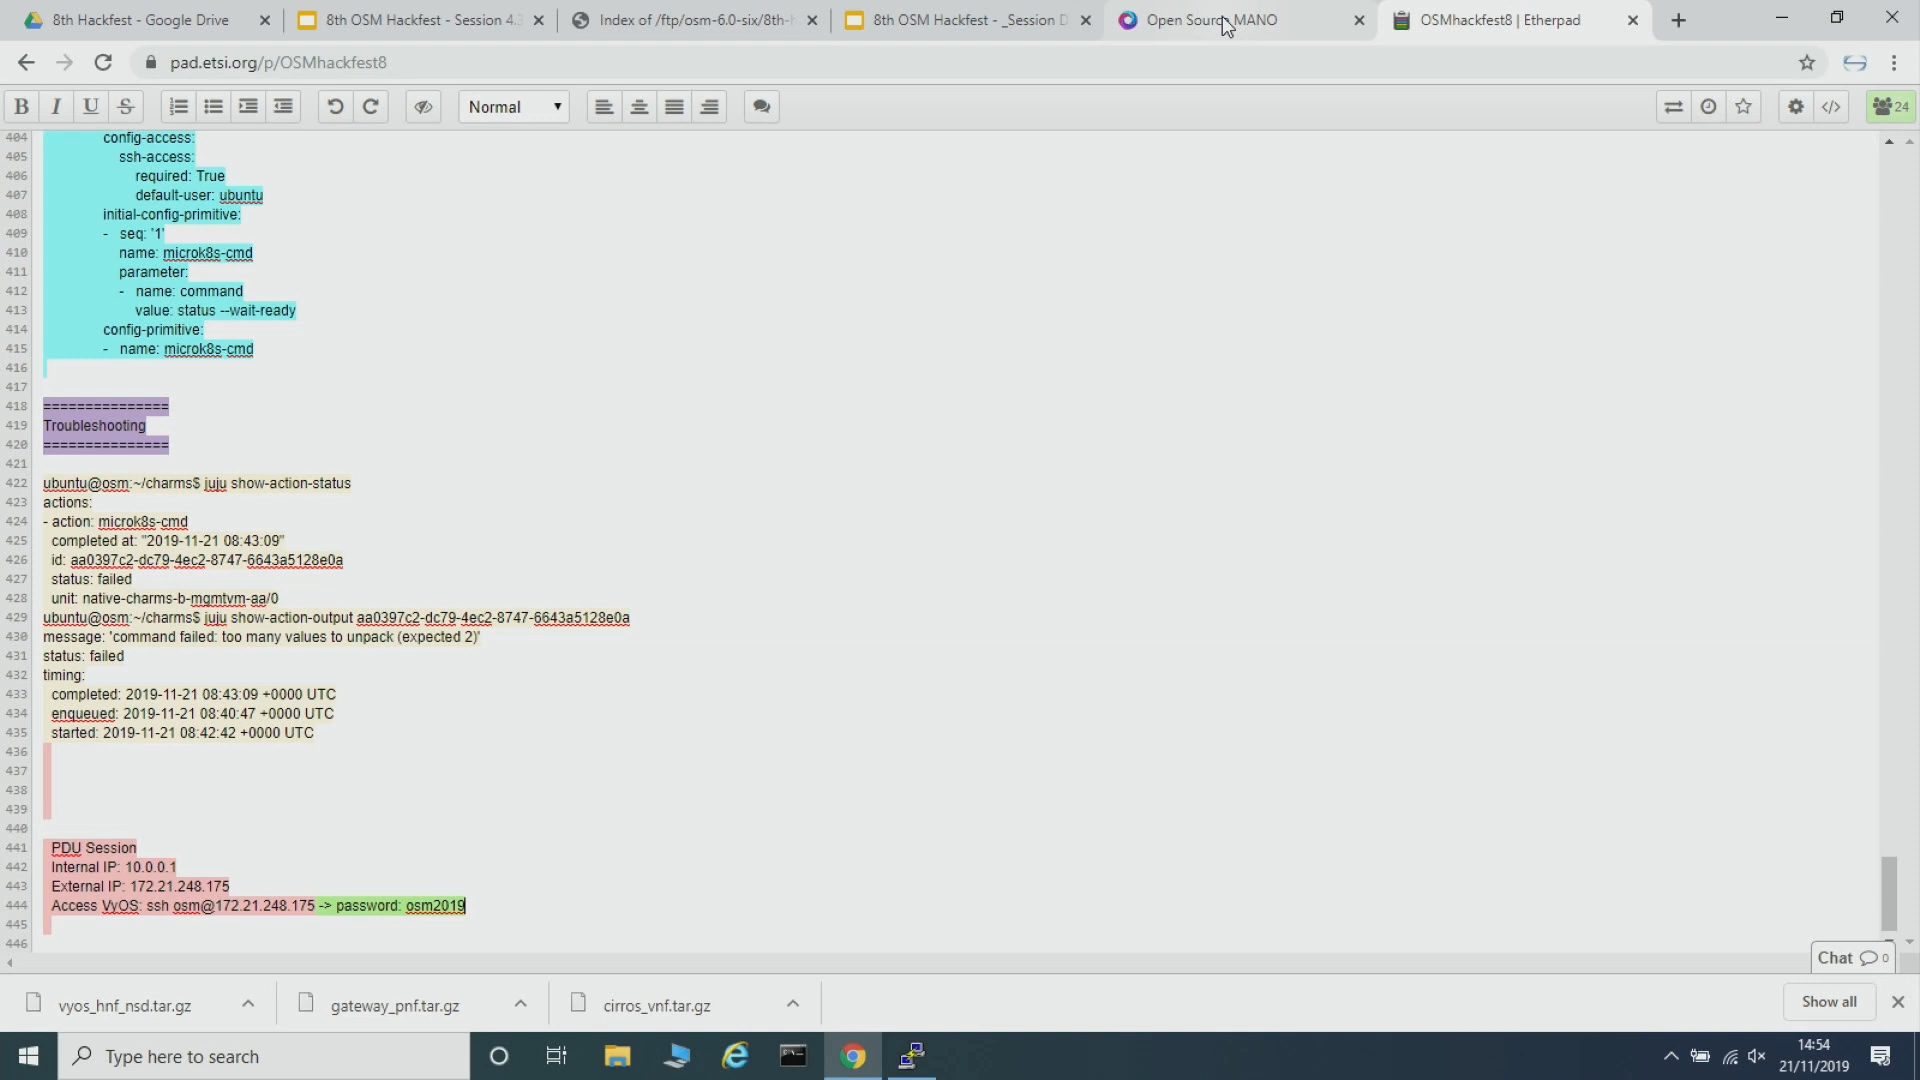 8th Hackfest - Google Drive
8th OSM Hackfest - Session 4.
Index of /ftp/osm-6.0-six/8th-
8th OSM Hackfest - _Session D
Open Source MANO
OSMhackfest8 | Etherpad
pad.etsi.org/p/OSMhackfest8
B I U S
Normal
24
404 config-access:
405 ssh-access:
406 required: True
407 default-user: ubuntu
408 initial-config-primitive:
409 - seq: '1'
410 name: microk8s-cmd
411 parameter:
412 - name: command
413 value: status --wait-ready
414 config-primitive:
415 - name: microk8s-cmd
416
417
418 ===============
419 Troubleshooting
420 ===============
421
422 ubuntu@osm:~/charms$ juju show-action-status
423 actions:
424 - action: microk8s-cmd
425 completed at: "2019-11-21 08:43:09"
426 id: aa0397c2-dc79-4ec2-8747-6643a5128e0a
427 status: failed
428 unit: native-charms-b-mgmtvm-aa/0
429 ubuntu@osm:~/charms$ juju show-action-output aa0397c2-dc79-4ec2-8747-6643a5128e0a
430 message: 'command failed: too many values to unpack (expected 2)'
431 status: failed
432 timing:
433 completed: 2019-11-21 08:43:09 +0000 UTC
434 enqueued: 2019-11-21 08:40:47 +0000 UTC
435 started: 2019-11-21 08:42:42 +0000 UTC
436
437
438
439
440
441 PDU Session
442 Internal IP: 10.0.0.1
443 External IP: 172.21.248.175
444 Access VyOS: ssh osm@172.21.248.175 -> password: osm2019
445
446
Chat 0
vyos_hnf_nsd.tar.gz
gateway_pnf.tar.gz
cirros_vnf.tar.gz
Show all
Type here to search
14:54
21/11/2019